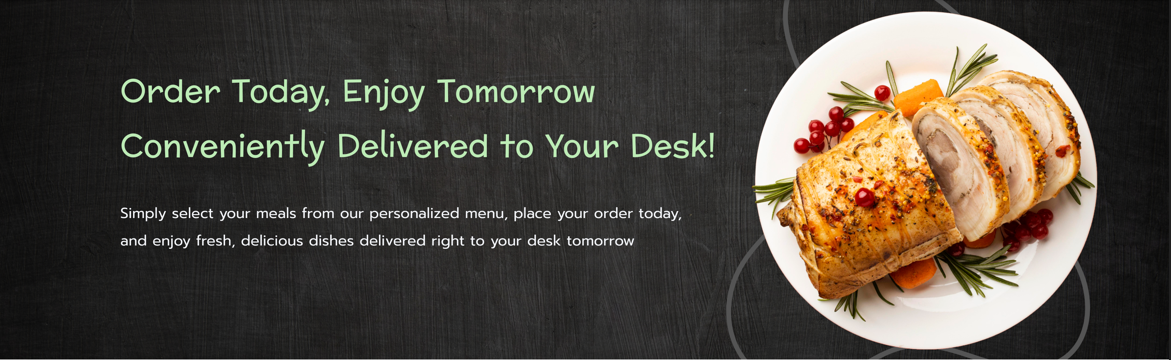 Order Today, Enjoy Tomorrow
Conveniently Delivered to Your Desk!
Simply select your meals from our personalized menu, place your order today,
and enjoy fresh, delicious dishes delivered right to your desk tomorrow